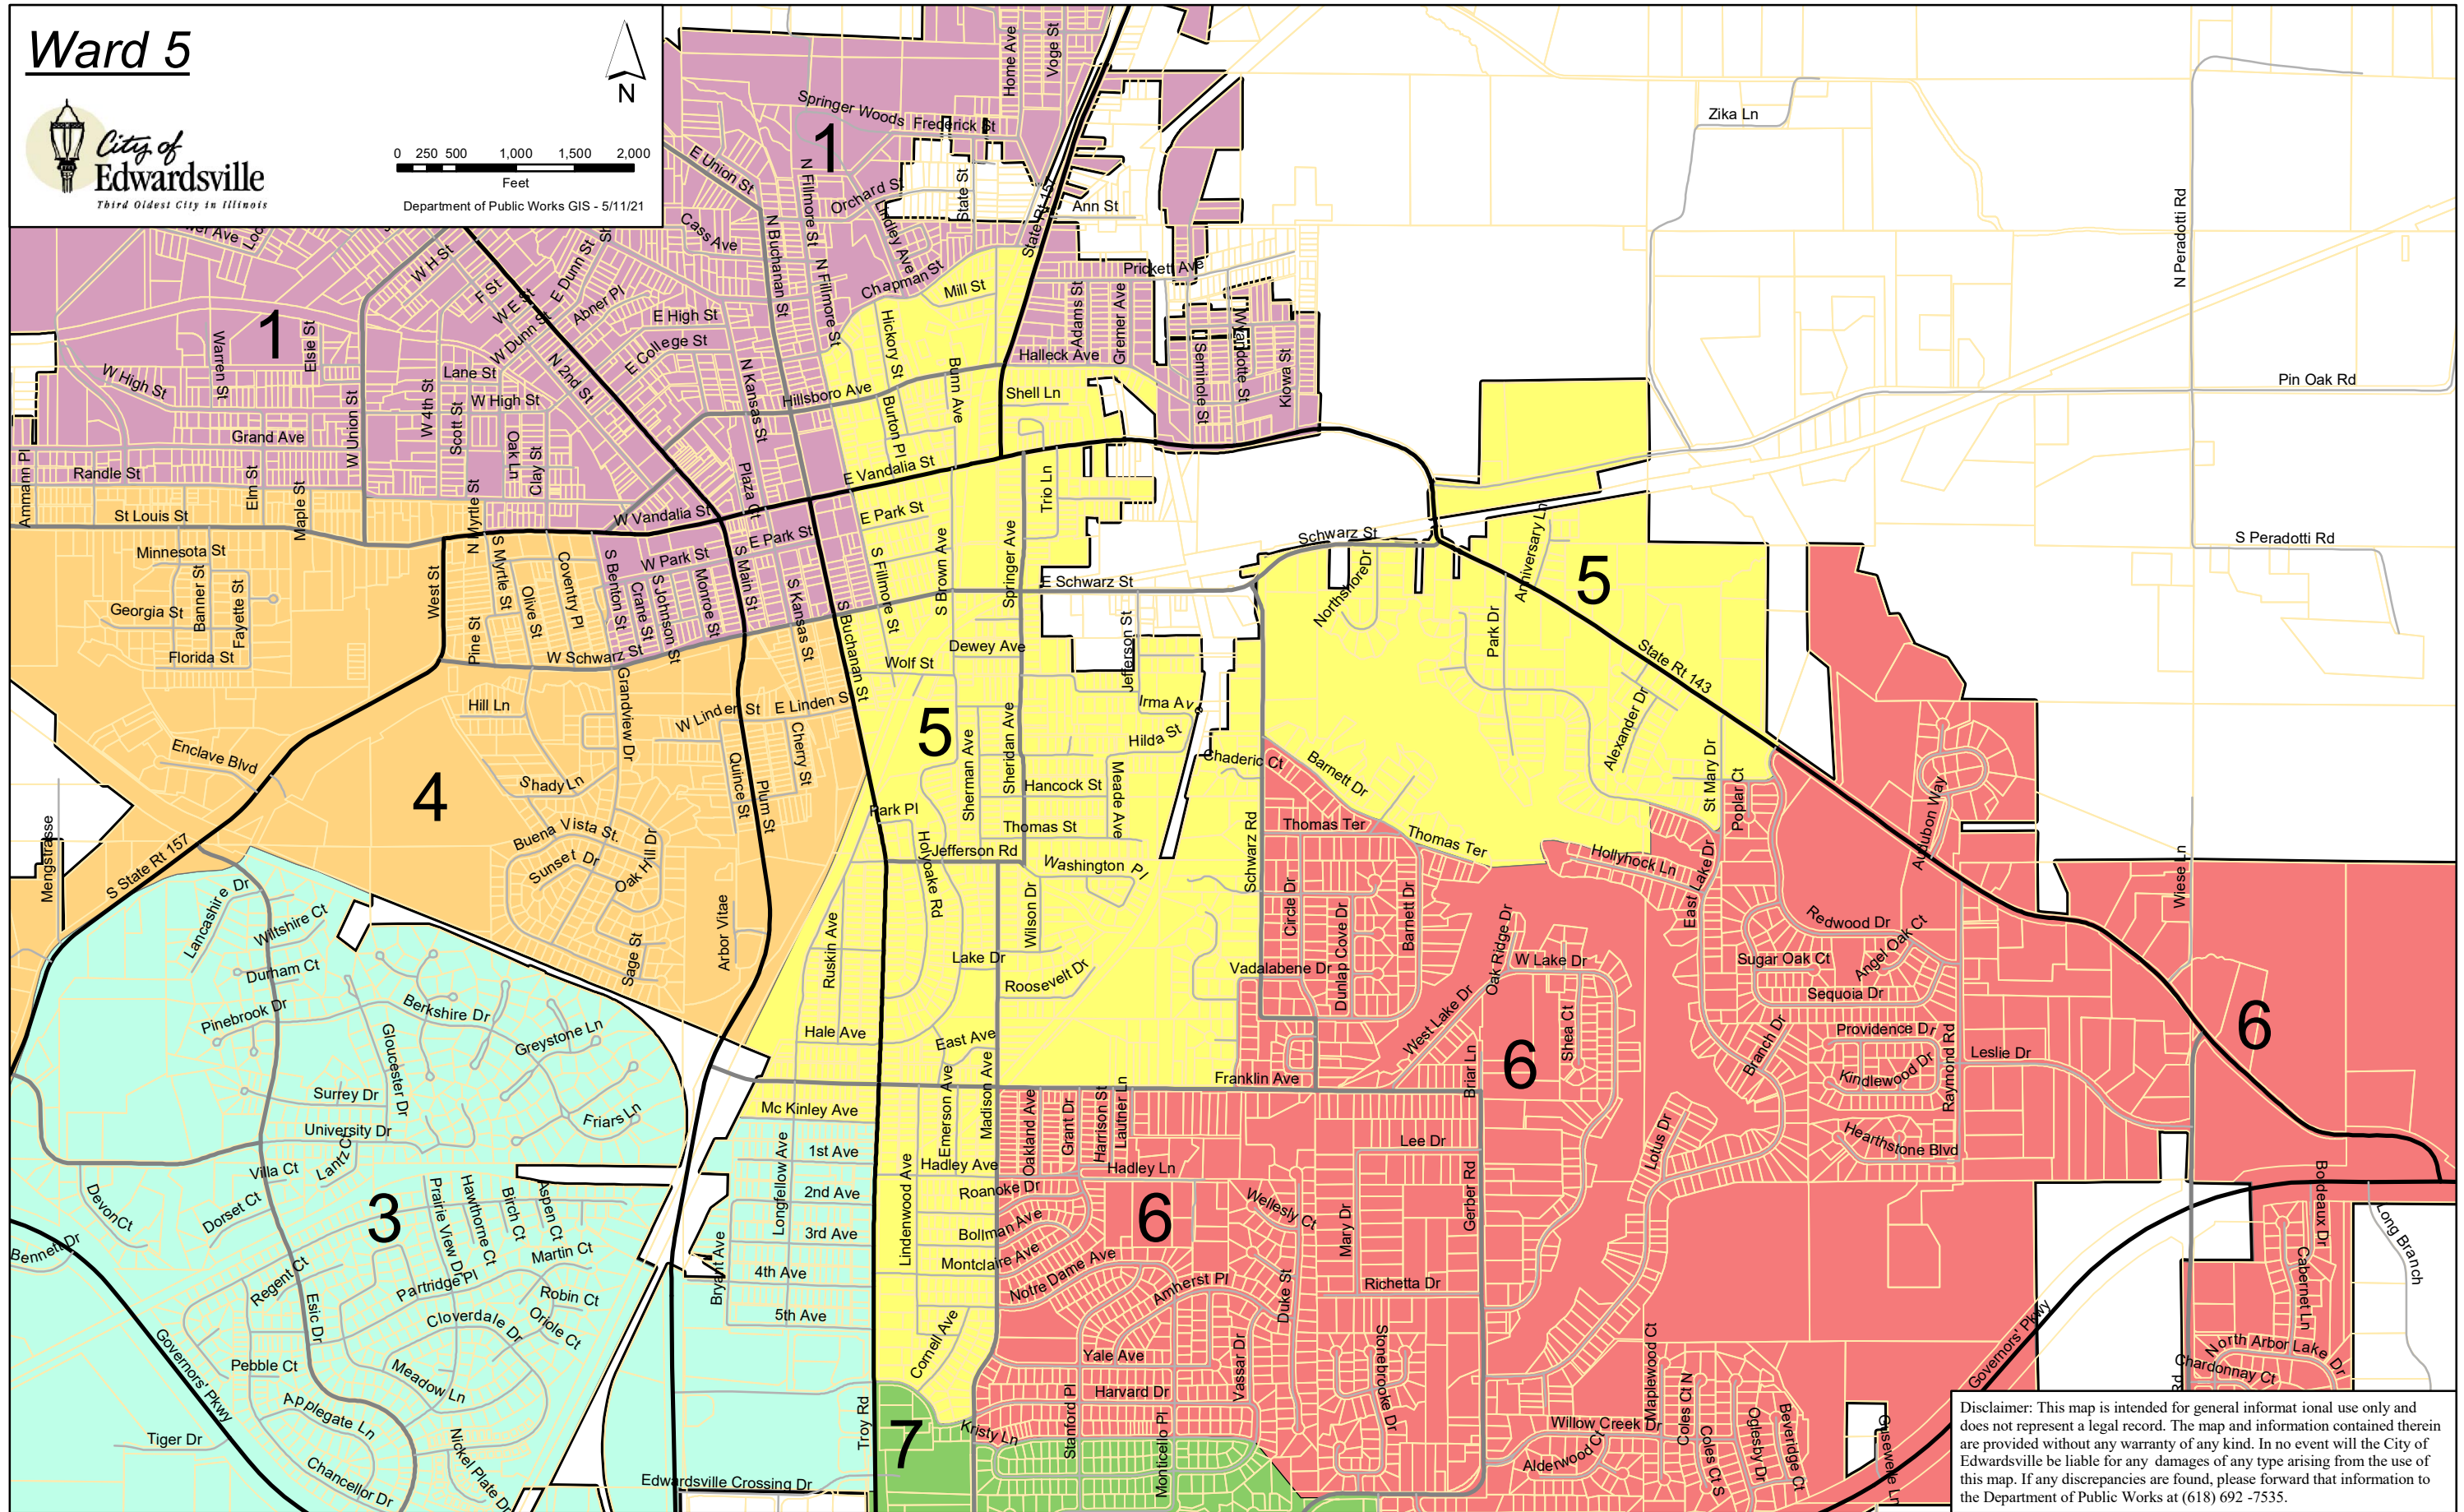 Ward 5
N
City of
Edwardsville
Third Oldest City in Illinois
0 250 500 1,000 1,500 2,000
Feet
Department of Public Works GIS - 5/11/21
Home Ave
Voge St
Springer Woods
Frederick St
1
Zika Ln
E Union St
N Fillmore St
Orchard St
State St
State Rt 157
Ann St
Lindley Ave
Cass Ave
N Buchanan St
N Peradotti Rd
W H St
E Dunn St
N Fillmore St
Chapman St
Mill St
Prickett Ave
F St
W E St
Abner Pl
E High St
Adams St
Gremer Ave
1
Warren St
Elsie St
W Dunn St
E College St
Hickory St
Halleck Ave
Seminole St
Wyandotte St
Kiowa St
W High St
Lane St
N 2nd St
N Kansas St
Hillsboro Ave
Bunn Ave
Shell Ln
Pin Oak Rd
W High St
W 4th St
Scott St
Burton Pl
Grand Ave
W Union St
Oak Ln
Clay St
Ammann Pl
Randle St
Elm St
Maple St
Plaza Ct
E Vandalia St
Trio Ln
St Louis St
N Myrtle St
W Vandalia St
E Park St
E Park St
Minnesota St
S Myrtle St
Coventry Pl
W Park St
S Main St
S Fillmore St
S Brown Ave
Springer Ave
Schwarz St
Anniversary Ln
S Peradotti Rd
Banner St
Fayette St
West St
Olive St
S Benton St
Crane St
S Johnson St
Monroe St
S Kansas St
E Schwarz St
Northshore Dr
5
Georgia St
Pine St
S Buchanan St
Jefferson St
Park Dr
Florida St
W Schwarz St
Wolf St
Dewey Ave
State Rt 143
Hill Ln
Grandview Dr
W Linden St
E Linden S
Irma Ave
Alexander Dr
Enclave Blvd
Cherry St
5
Sherman Ave
Sheridan Ave
Hilda St
Chaderic Ct
Barnett Dr
St Mary Dr
Poplar Ct
4
Shady Ln
Quince St
Plum St
Hancock St
Meade Ave
Audubon Way
Mengstrasse
Buena Vista St.
Park Pl
Thomas St
Schwarz Rd
Thomas Ter
Thomas Ter
S State Rt 157
Sunset Dr
Oak Hill Dr
Holyoake Rd
Jefferson Rd
Washington Pl
Hollyhock Ln
East Lake Dr
Wiese Ln
Lancashire Dr
Wiltshire Ct
Arbor Vitae
Ruskin Ave
Wilson Dr
Circle Dr
Dunlap Cove Dr
Barnett Dr
Oak Ridge Dr
Redwood Dr
Angel Oak Ct
Durham Ct
Sage St
Lake Dr
Roosevelt Dr
Vadalabene Dr
W Lake Dr
Sugar Oak Ct
Sequoia Dr
Pinebrook Dr
Berkshire Dr
Gloucester Dr
Greystone Ln
Hale Ave
East Ave
West Lake Dr
Shea Ct
Branch Dr
Providence Dr
Raymond Rd
6
Surrey Dr
Friars Ln
Mc Kinley Ave
Emerson Ave
Madison Ave
Franklin Ave
6
Briar Ln
Kindlewood Dr
Leslie Dr
University Dr
Lantz Ct
1st Ave
Longfellow Ave
Oakland Ave
Grant Dr
Harrison St
Lautner Ln
Lee Dr
Lotus Dr
Hearthstone Blvd
Villa Ct
Hadley Ave
Hadley Ln
Devon Ct
Dorset Ct
3
Prairie View Dr
Hawthorne Ct
Birch Ct
Aspen Ct
2nd Ave
Lindenwood Ave
Roanoke Dr
Wellesly Ct
Gerber Rd
Bodeaux Dr
Bennett Dr
Martin Ct
3rd Ave
Bollman Ave
6
Mary Dr
Long Branch
Regent Ct
Partridge Pl
Bryant Ave
4th Ave
Montclaire Ave
Notre Dame Ave
Amherst Pl
Duke St
Richetta Dr
Cabernet Ln
Esic Dr
Robin Ct
Cloverdale Dr
Oriole Ct
5th Ave
Governors' Pkwy
Governors' Pkwy
Pebble Ct
Meadow Ln
Cornell Ave
Yale Ave
Vassar Dr
Stonebrooke Dr
Maplewood Ct
North Arbor Lake Dr
Chardonnay Ct
Rd
Applegate Ln
Harvard Dr
Coles Ct N
Tiger Dr
Nickel Plate Dr
Troy Rd
7
Kristy Ln
Stanford Pl
Monticello Pl
Willow Creek Dr
Alderwood Ct
Coles Ct S
Oglesby Dr
Beveridge Ct
Chancellor Dr
Edwardsville Crossing Dr
Disclaimer: This map is intended for general informat ional use only and
does not represent a legal record. The map and information contained therein
are provided without any warranty of any kind. In no event will the City of
Edwardsville be liable for any damages of any type arising from the use of
this map. If any discrepancies are found, please forward that information to
the Department of Public Works at (618) 692 -7535.